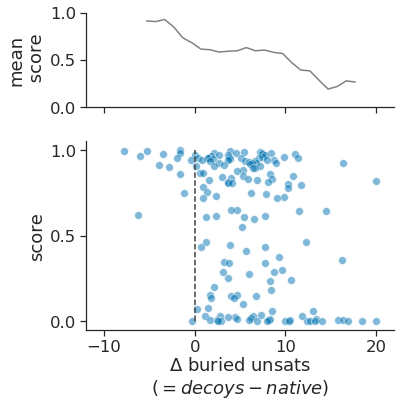 1.0
0.5
0.0
mean
score
1.0
0.5
0.0
score
−10 0 10 20
Δ buried unsats
(= decoys − native)